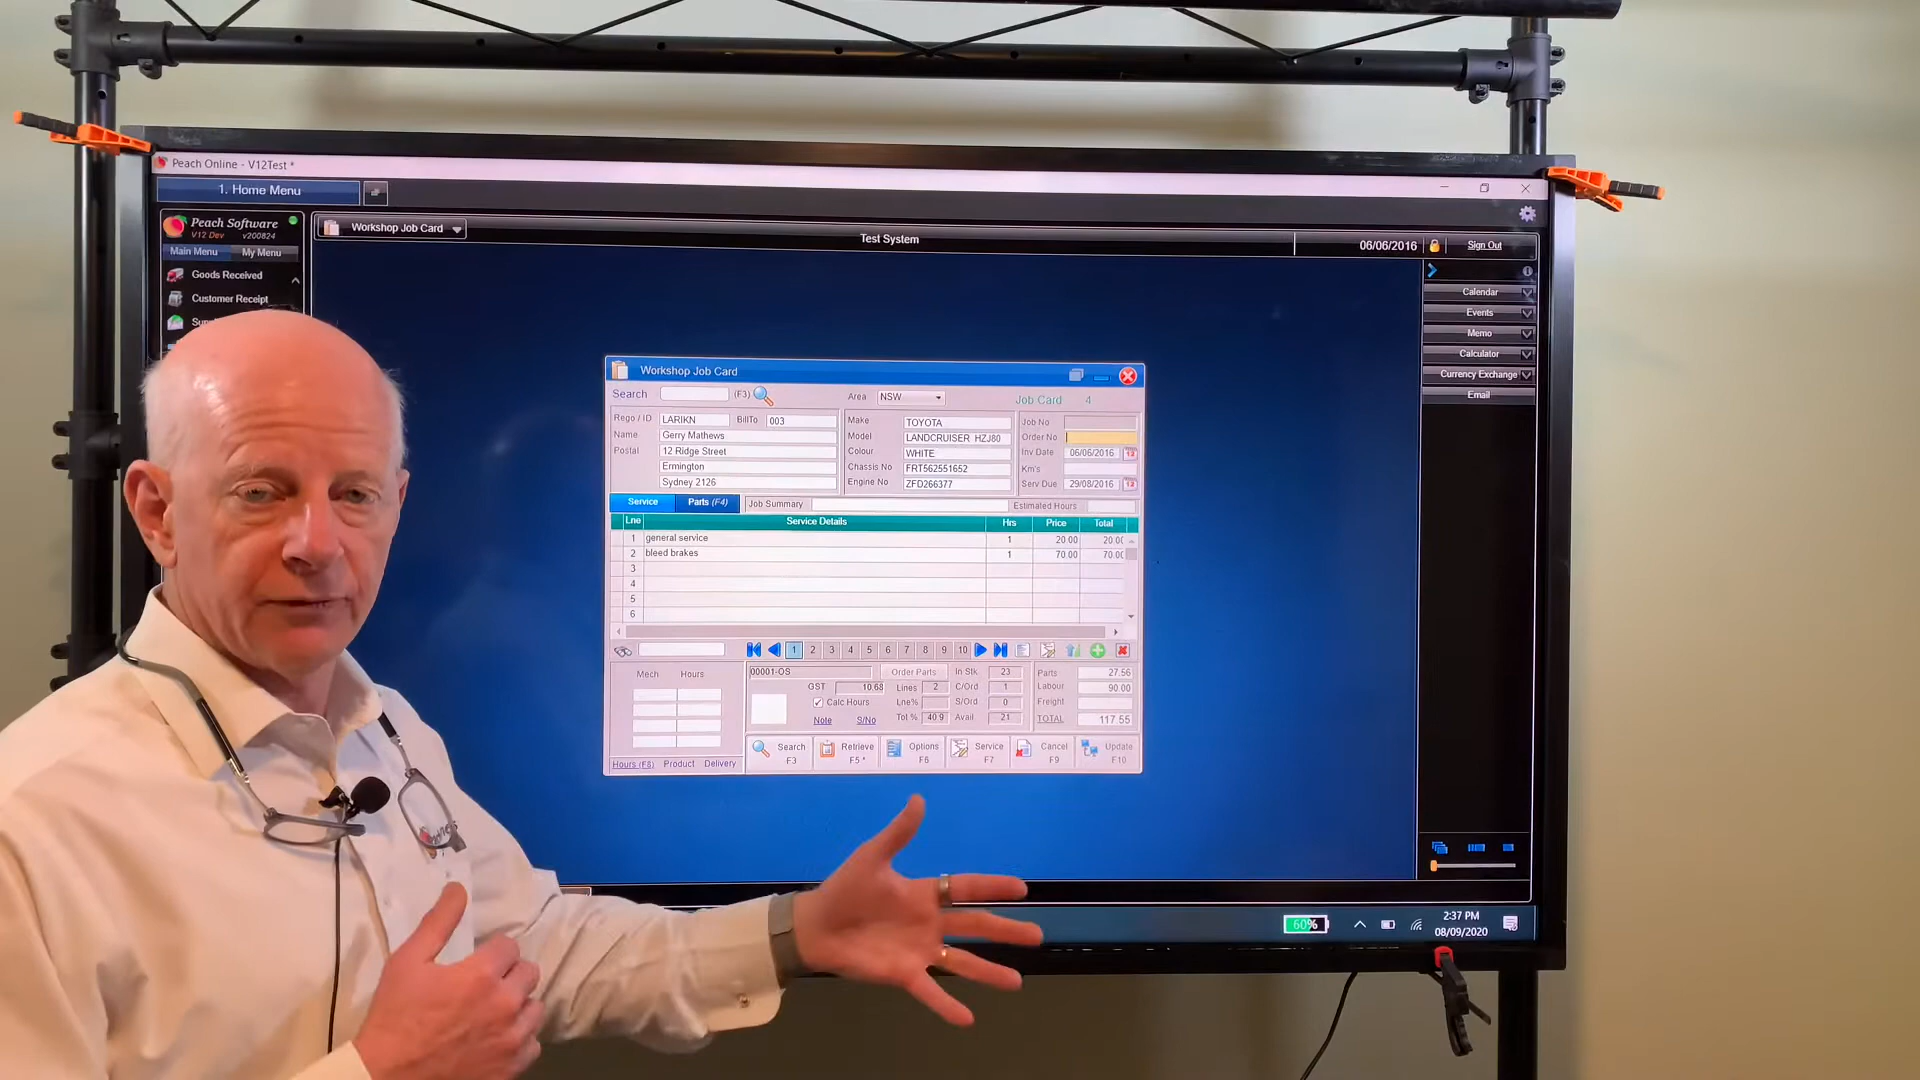 Peach Online - V12Test *
1. Home Menu
Peach Software
V12 Dev v200824
Main Menu My Menu
Goods Received
Customer Receipt
Workshop Job Card
Test System
06/06/2016
Sign Out
Calendar
Events
Memo
Calculator
Currency Exchange
Email
Workshop Job Card
Search (F3) Area NSW Job Card 4
Rego / ID LARIKN BillTo 003 Make TOYOTA Job No
Name Gerry Mathews Model LANDCRUISER HZJ80 Order No
Postal 12 Ridge Street Colour WHITE Inv Date 06/06/2016
Ermington Chassis No FRT562551652 Km's
Sydney 2126 Engine No ZFD266377 Serv Due 29/08/2016
Service Parts (F4) Job Summary Estimated Hours
Lne Service Details Hrs Price Total
1 general service 1 20.00 20.00
2 bleed brakes 1 70.00 70.00
3
4
5
6
1 2 3 4 5 6 7 8 9 10
Mech Hours 00001-OS Order Parts In Stk 23 Parts 27.56
GST 10.68 Lines 2 C/Ord 1 Labour 90.00
Calc Hours Lne% S/Ord 0 Freight
Note S/No Tot % 40.9 Avail 21 TOTAL 117.55
Hours (F8) Product Delivery
Search F3
Retrieve F5 *
Options F6
Service F7
Cancel F9
Update F10
60%
2:37 PM
08/09/2020